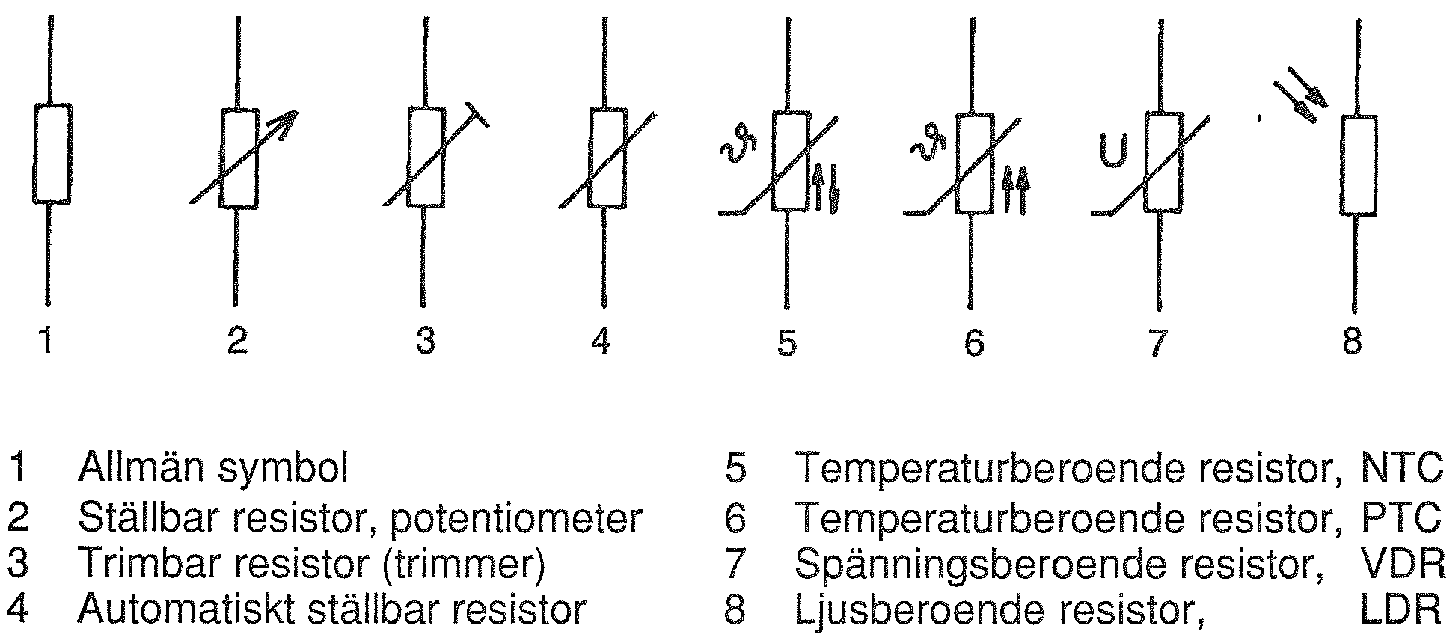 ϑ ϑ U
1 2 3 4 5 6 7 8
1 Allmän symbol
2 Ställbar resistor, potentiometer
3 Trimbar resistor (trimmer)
4 Automatiskt ställbar resistor
5 Temperaturberoende resistor, NTC
6 Temperaturberoende resistor, PTC
7 Spänningsberoende resistor, VDR
8 Ljusberoende resistor, LDR